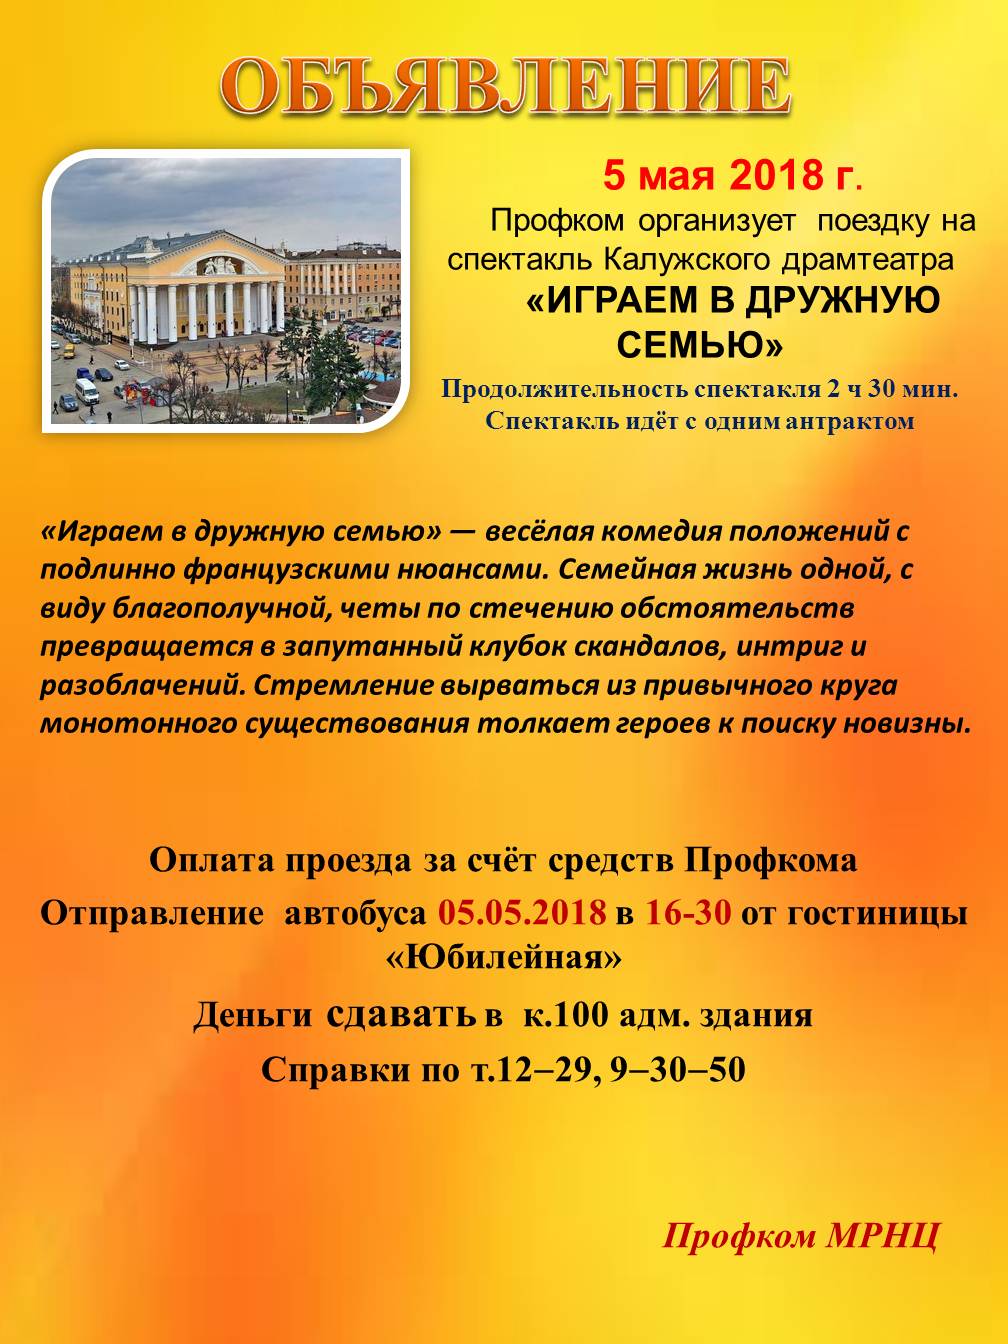 ОБЪЯВЛЕНИЕ
5 мая 2018 г.
Профком организует поездку на
спектакль Калужского драмтеатра
«ИГРАЕМ В ДРУЖНУЮ
СЕМЬЮ»
Продолжительность спектакля 2 ч 30 мин.
Спектакль идёт с одним антрактом
«Играем в дружную семью» — весёлая комедия положений с
подлинно французскими нюансами. Семейная жизнь одной, с
виду благополучной, четы по стечению обстоятельств
превращается в запутанный клубок скандалов, интриг и
разоблачений. Стремление вырваться из привычного круга
монотонного существования толкает героев к поиску новизны.
Оплата проезда за счёт средств Профкома
Отправление автобуса 05.05.2018 в 16-30 от гостиницы
«Юбилейная»
Деньги сдавать в к.100 адм. здания
Справки по т.12–29, 9–30–50
Профком МРНЦ